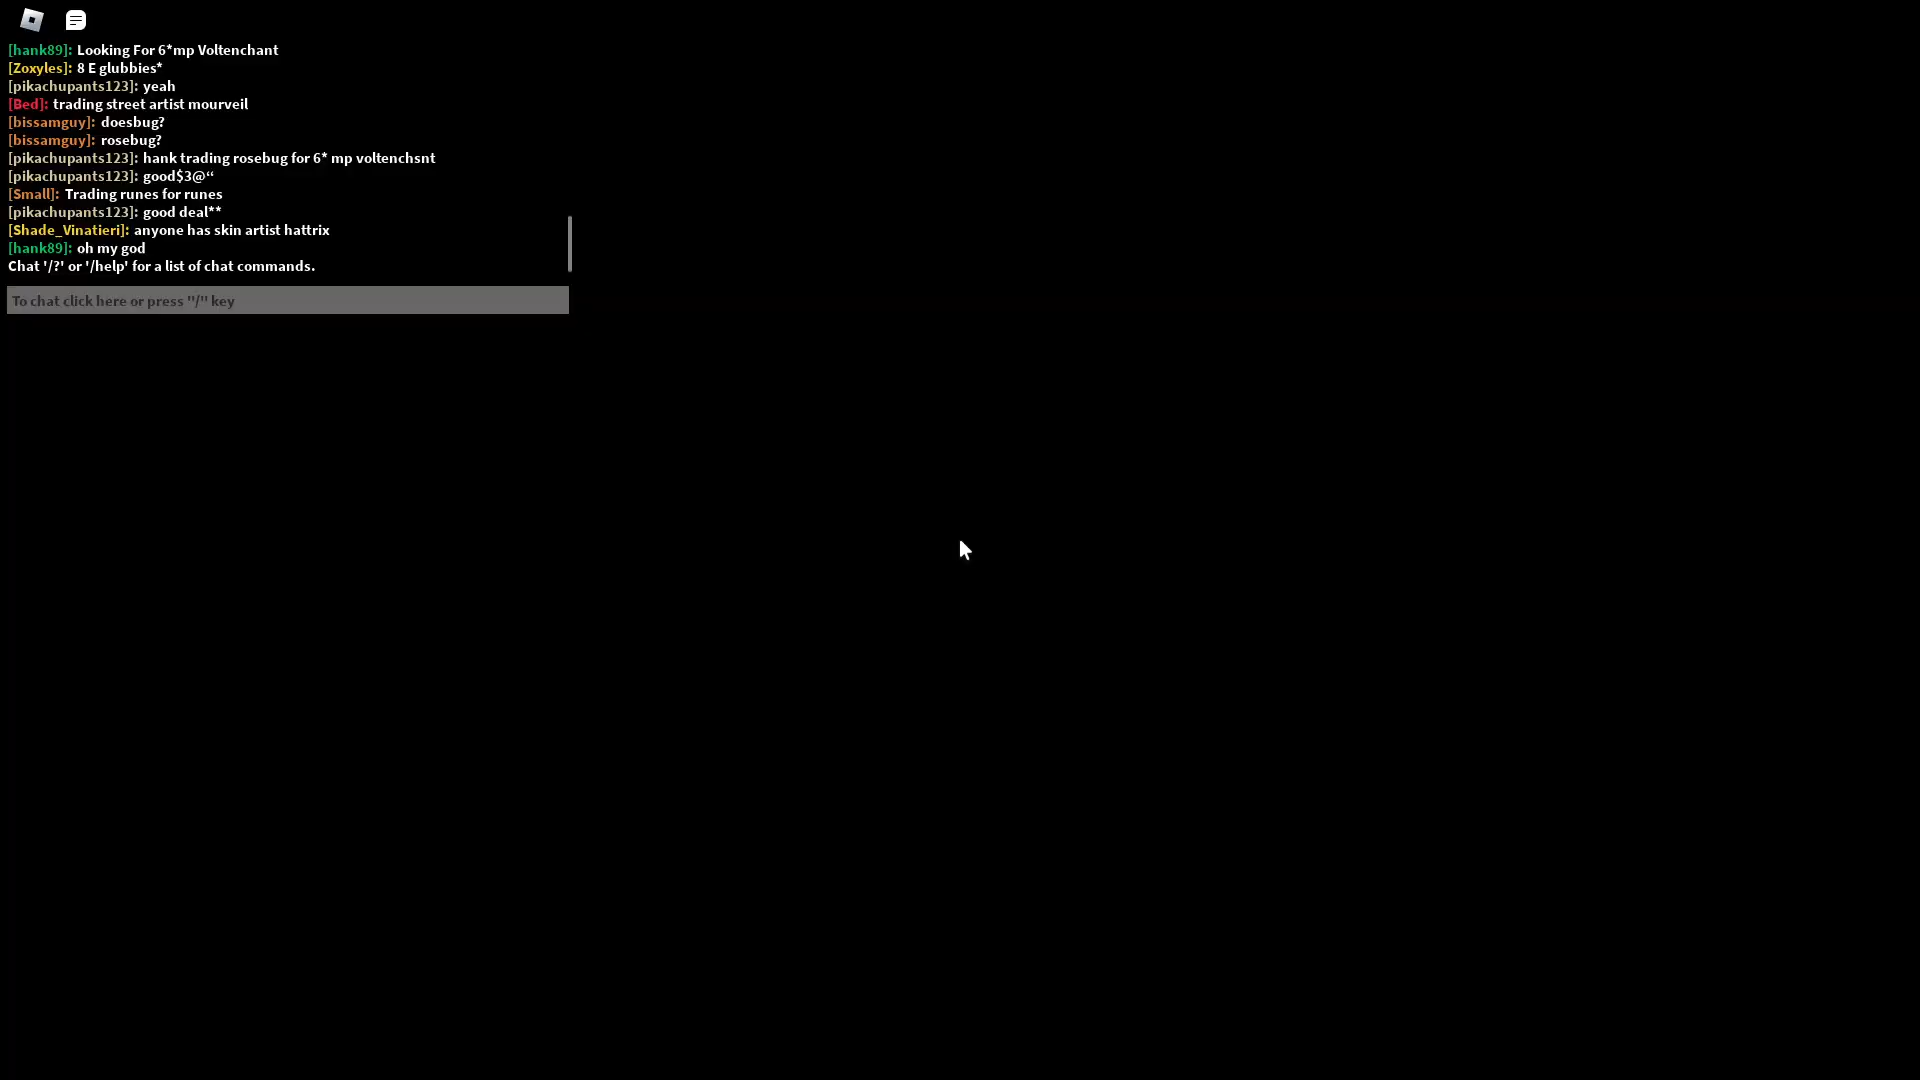 [hank89]: Looking For 6*mp Voltenchant
[Zoxyles]: 8 E glubbies*
[pikachupants123]: yeah
[Bed]: trading street artist mourveil
[bissamguy]: doesbug?
[bissamguy]: rosebug?
[pikachupants123]: hank trading rosebug for 6* mp voltenchsnt
[pikachupants123]: good$3@“
[Small]: Trading runes for runes
[pikachupants123]: good deal**
[Shade_Vinatieri]: anyone has skin artist hattrix
[hank89]: oh my god
Chat '/?' or '/help' for a list of chat commands.
To chat click here or press "/" key